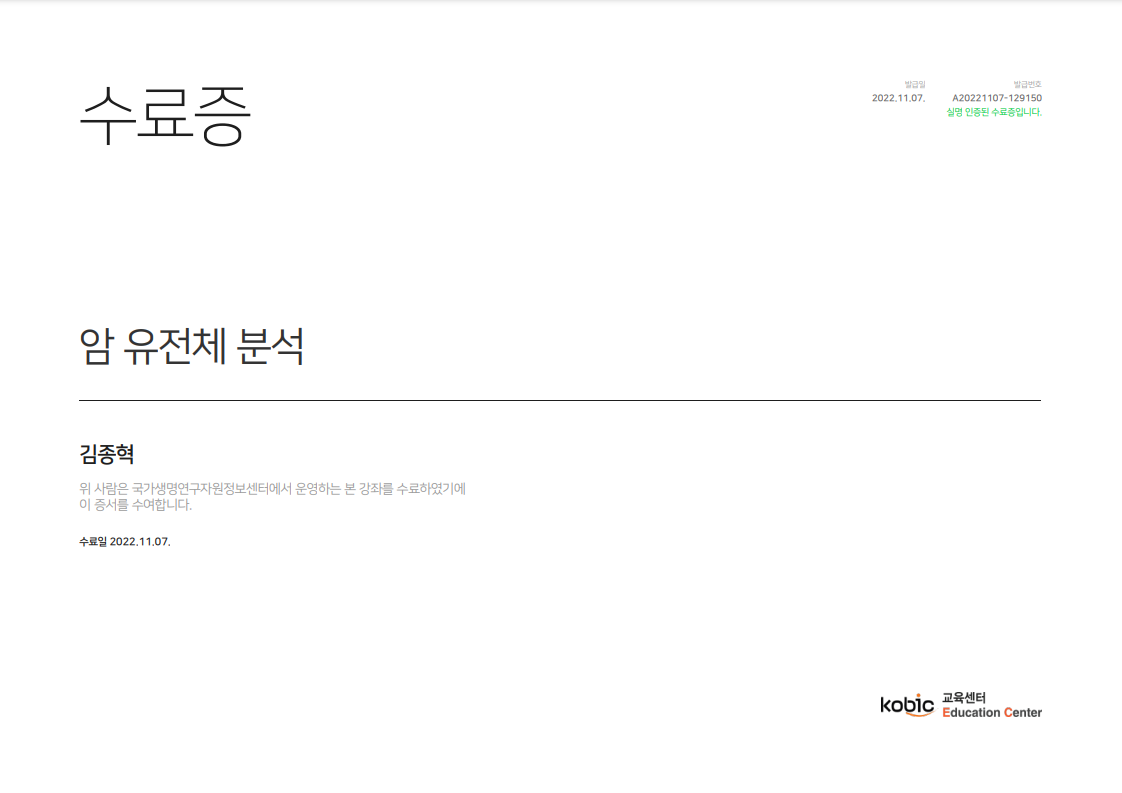 수료증
발급일
2022.11.07.
발급번호
A20221107-129150
실명 인증된 수료증입니다.
암 유전체 분석
김종혁
위 사람은 국가생명연구자원정보센터에서 운영하는 본 강좌를 수료하였기에
이 증서를 수여합니다.
수료일 2022.11.07.
kobic 교육센터
Education Center